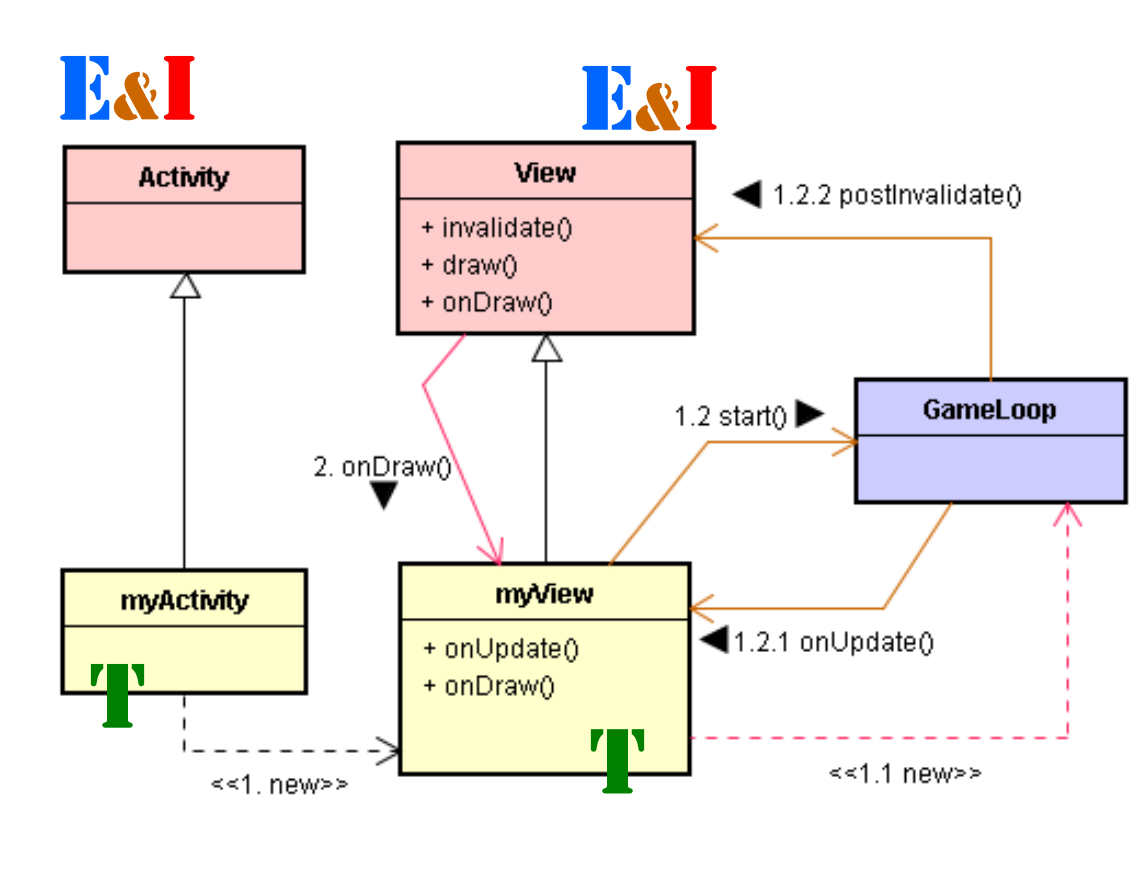 E&I
E&I
Activity
View
+ invalidate()
+ draw()
+ onDraw()
1.2.2 postInvalidate()
GameLoop
1.2 start()
2. onDraw()
myActivity
T
myView
+ onUpdate()
+ onDraw()
T
1.2.1 onUpdate()
<<1. new>>
<<1.1 new>>